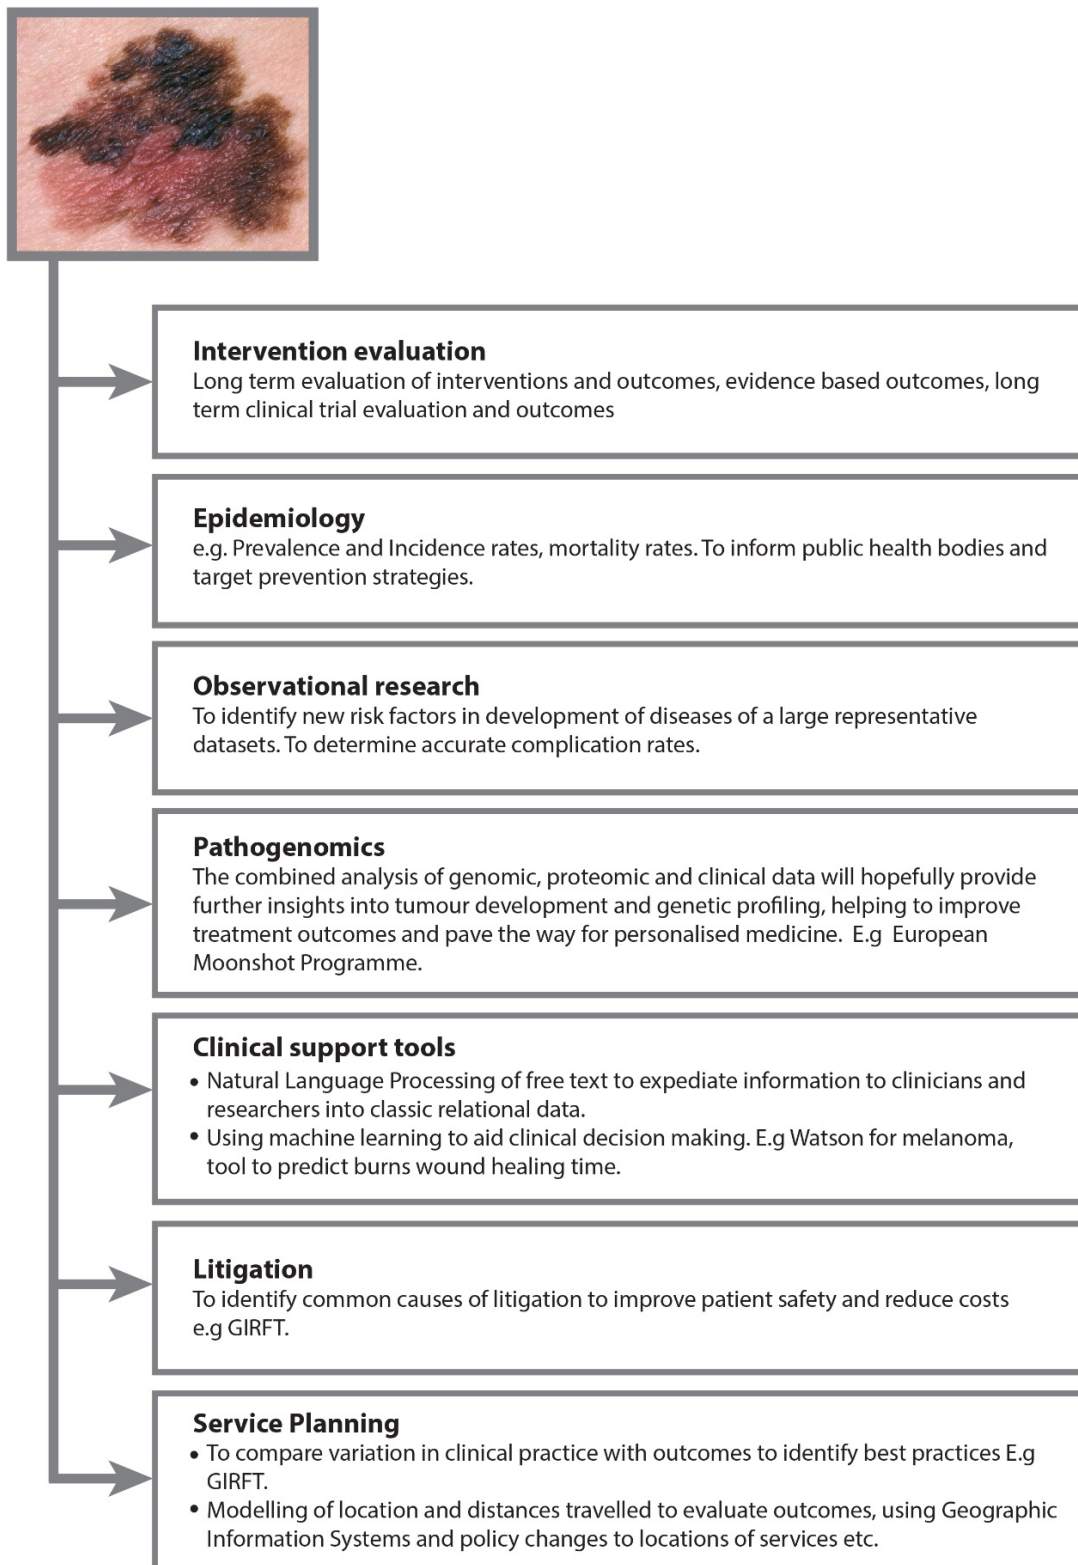 Intervention evaluation
Long term evaluation of interventions and outcomes, evidence based outcomes, long
term clinical trial evaluation and outcomes
Epidemiology
e.g. Prevalence and Incidence rates, mortality rates. To inform public health bodies and
target prevention strategies.
Observational research
To identify new risk factors in development of diseases of a large representative
datasets. To determine accurate complication rates.
Pathogenomics
The combined analysis of genomic, proteomic and clinical data will hopefully provide
further insights into tumour development and genetic profiling, helping to improve
treatment outcomes and pave the way for personalised medicine. E.g European
Moonshot Programme.
Clinical support tools
• Natural Language Processing of free text to expediate information to clinicians and
researchers into classic relational data.
• Using machine learning to aid clinical decision making. E.g Watson for melanoma,
tool to predict burns wound healing time.
Litigation
To identify common causes of litigation to improve patient safety and reduce costs
e.g GIRFT.
Service Planning
• To compare variation in clinical practice with outcomes to identify best practices E.g
GIRFT.
• Modelling of location and distances travelled to evaluate outcomes, using Geographic
Information Systems and policy changes to locations of services etc.